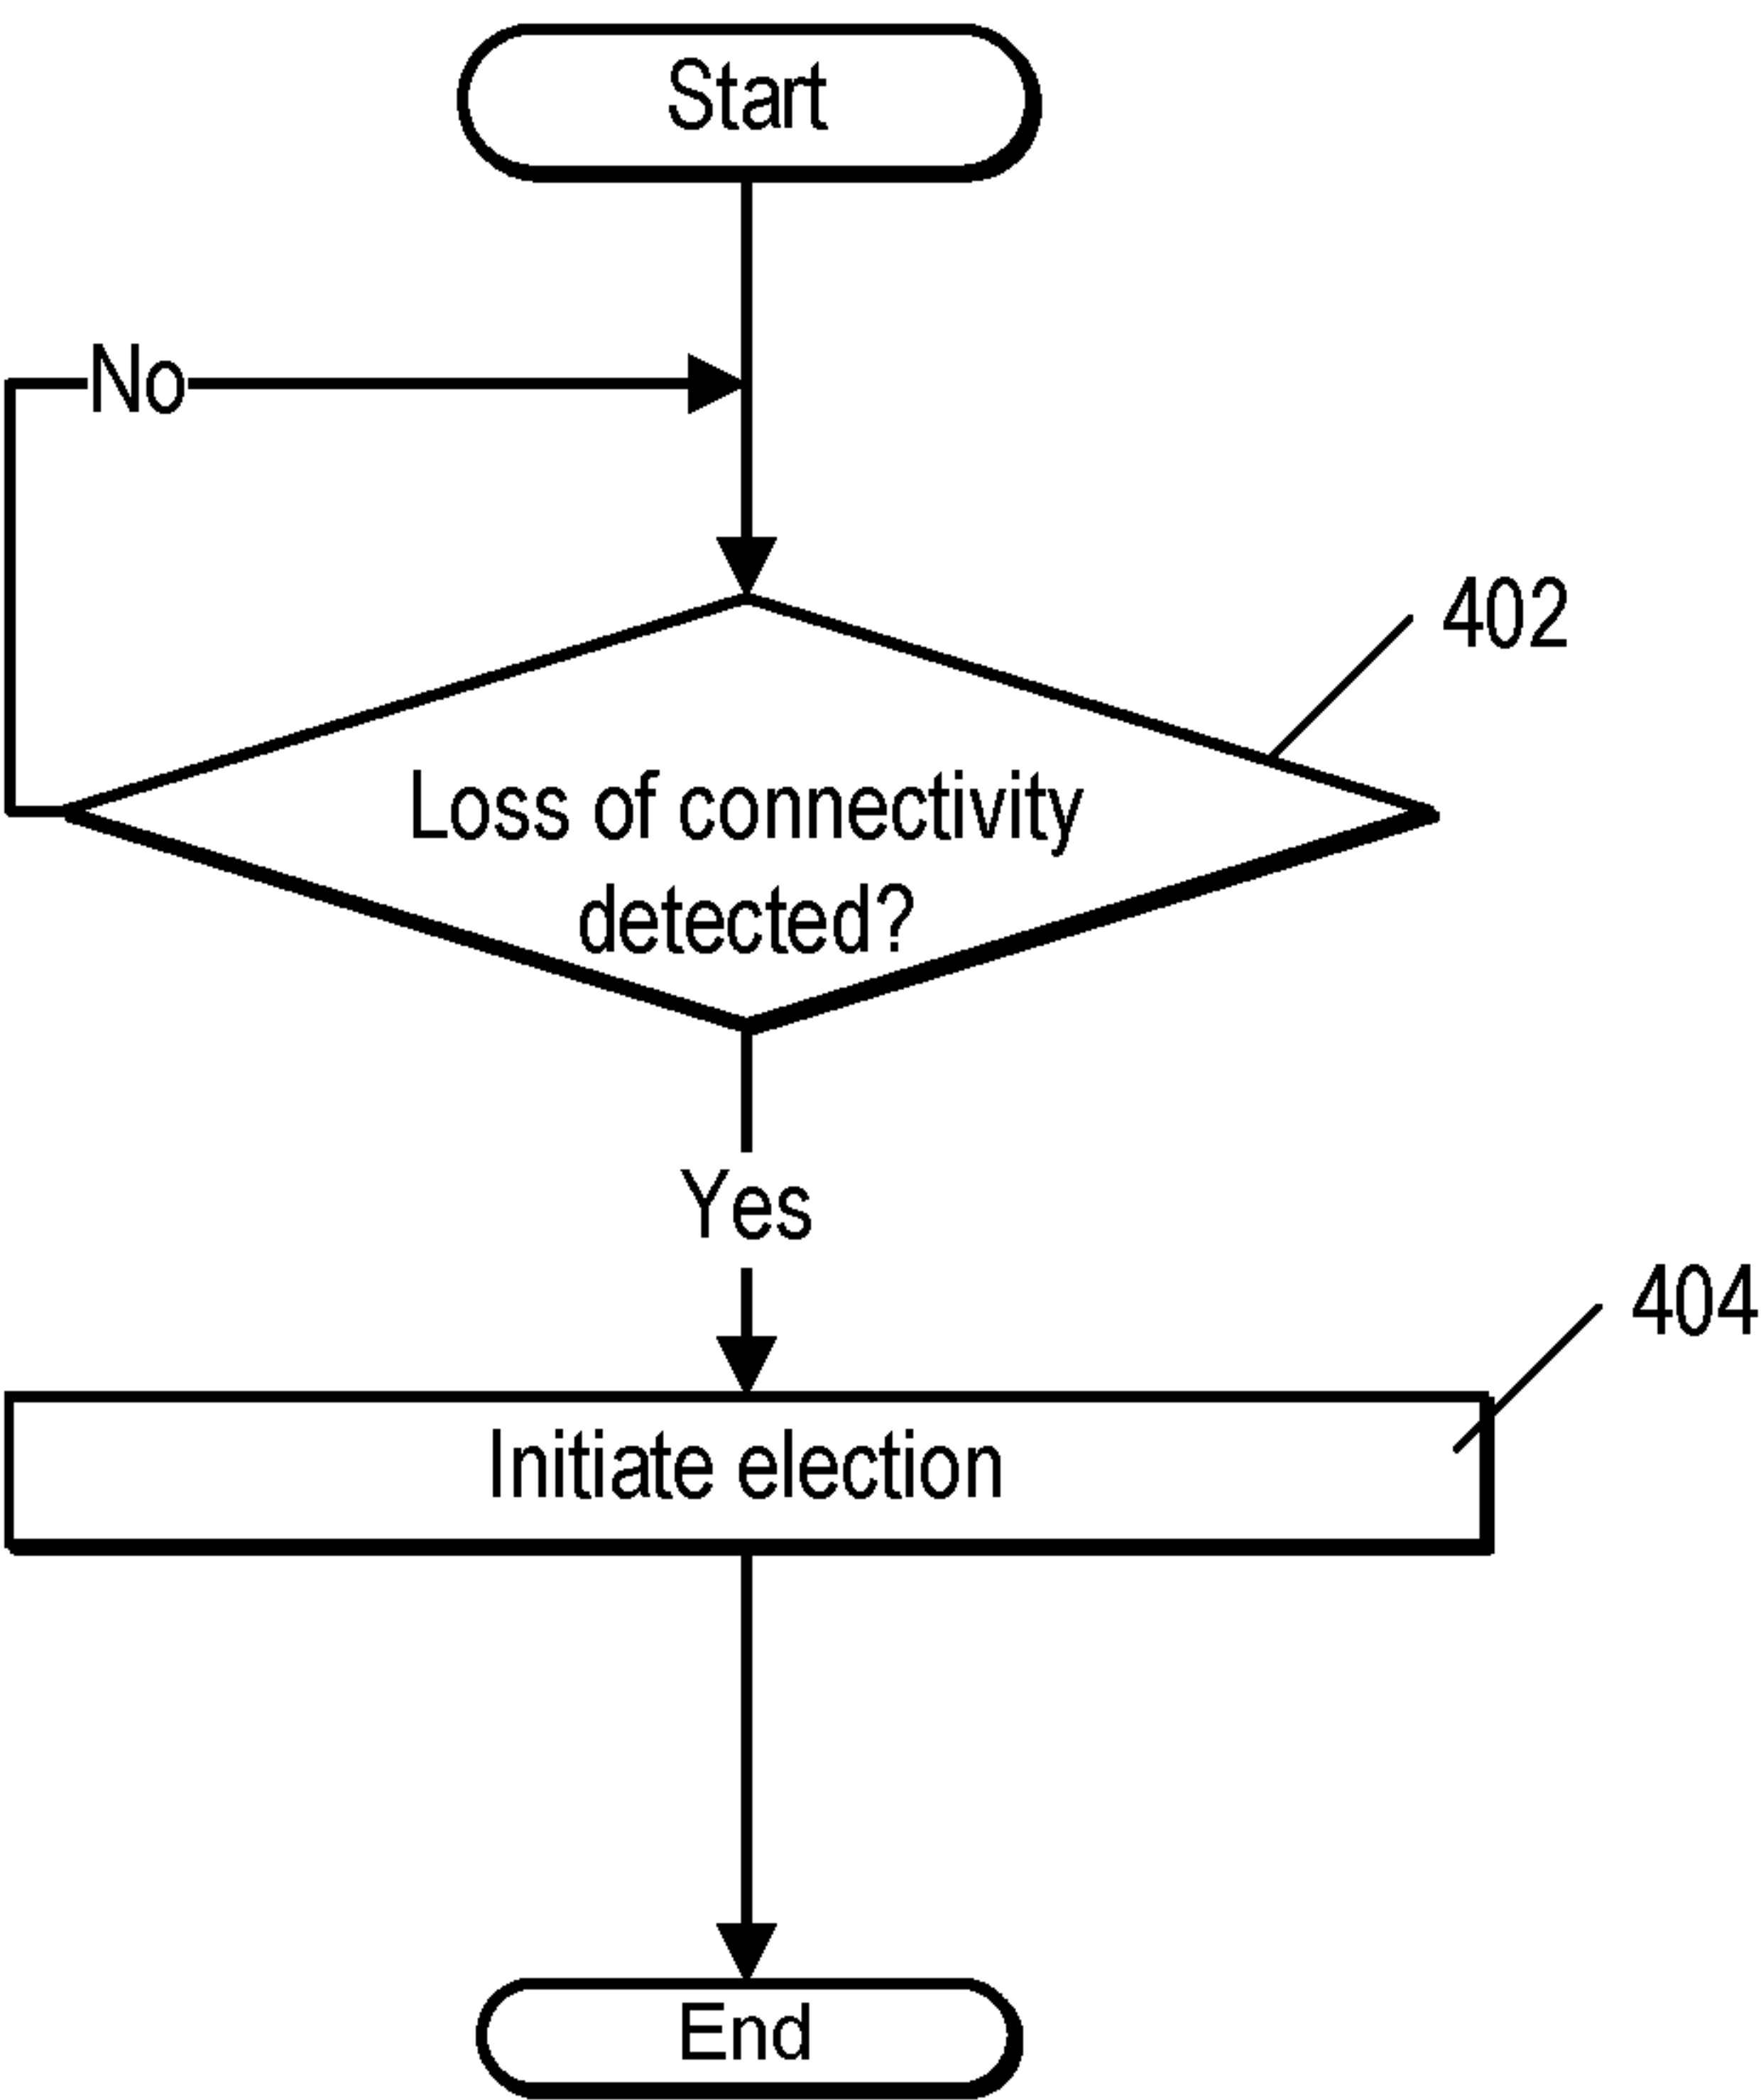 Start
No
402
Loss of connectivity
detected?
Yes
404
Initiate election
End